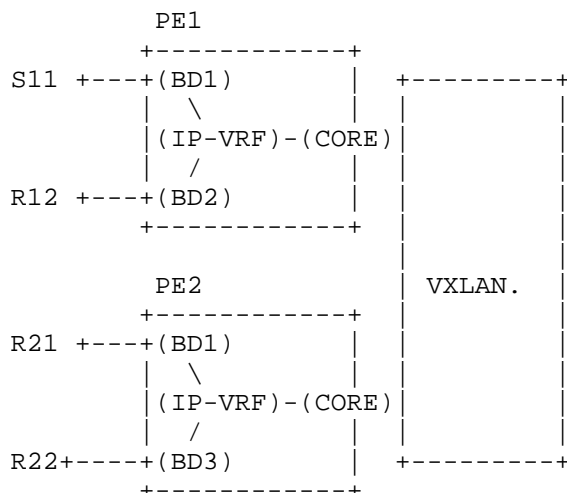 PE1
+------------+
S11 +---+(BD1) | +---------+
| \ | | |
|(IP-VRF)-(CORE)| |
| / | | |
R12 +---+(BD2) | | |
+------------+ | |
| |
PE2 | VXLAN. |
+------------+ | |
R21 +---+(BD1) | | |
| \ | | |
|(IP-VRF)-(CORE)| |
| / | | |
R22+----+(BD3) | +---------+
+------------+